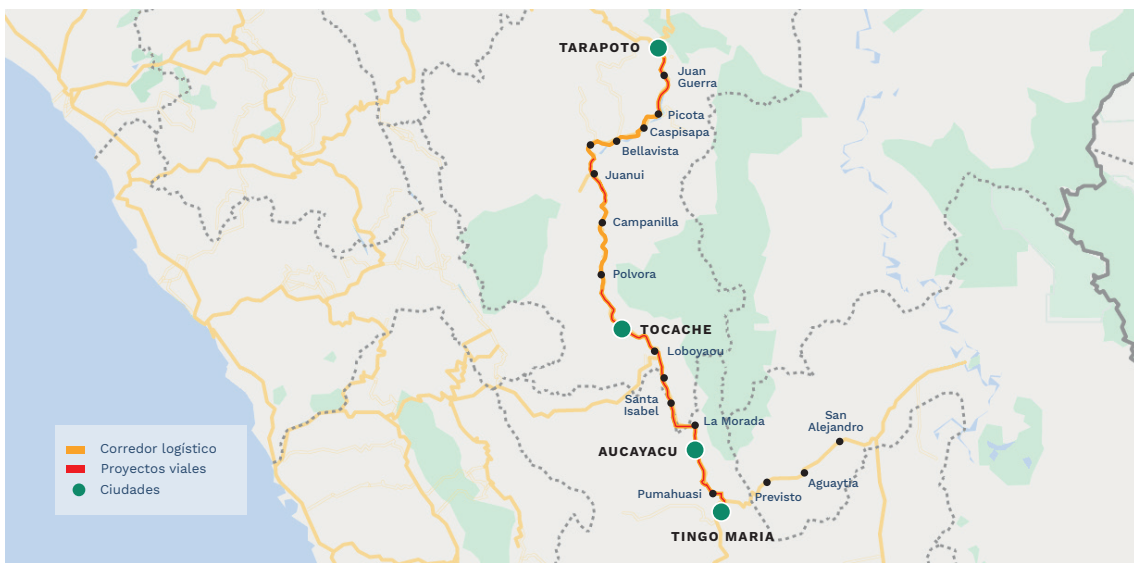 TARAPOTO
Juan
Guerra
Picota
Caspisapa
Bellavista
Juanui
Campanilla
Polvora
TOCACHE
Loboyaou
Santa
Isabel
La Morada
San
Alejandro
AUCAYACU
Aguaytia
Pumahuasi
Previsto
TINGO MARIA
Corredor logístico
Proyectos viales
Ciudades